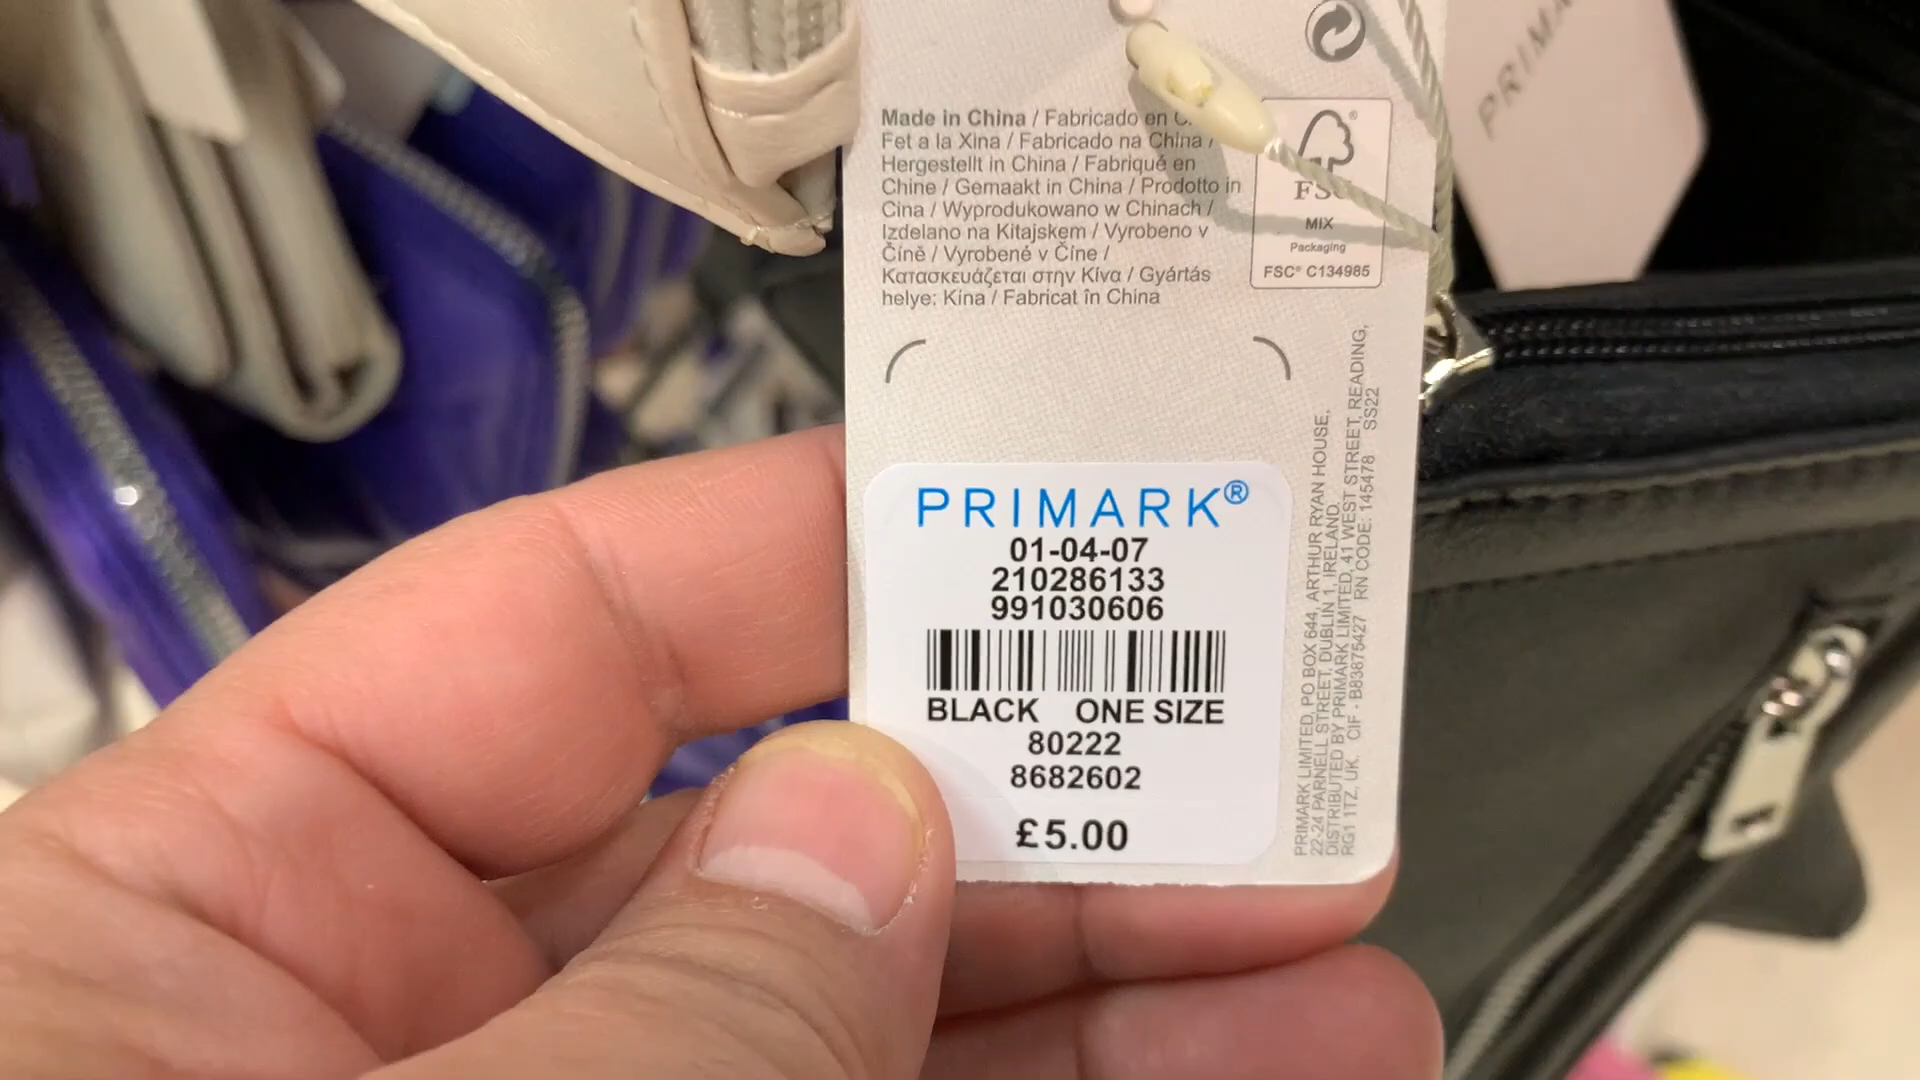 Made in China / Fabricado en
Fet a la Xina / Fabricado na China /
Hergestellt in China / Fabriqué en
Chine / Gemaakt in China / Prodotto in
Cina / Wyprodukowano w Chinach /
Izdelano na Kitajskem / Vyrobeno v
Číně / Vyrobené v Číne /
Κατασκευάζεται στην Κίνα / Gyártás
helye: Kína / Fabricat în China
FSC
MIX
Packaging
FSC® C134985
PRIMARK®
01-04-07
210286133
991030606
BLACK ONE SIZE
80222
8682602
£5.00
PRIMARK LIMITED, PO BOX 644, ARTHUR RYAN HOUSE,
22-24 PARNELL STREET, DUBLIN 1, IRELAND.
DISTRIBUTED BY PRIMARK LIMITED, 41 WEST STREET, READING,
RG1 1TZ, UK. CIF - B83875427 RN CODE: 145478 SS22
PRIMA